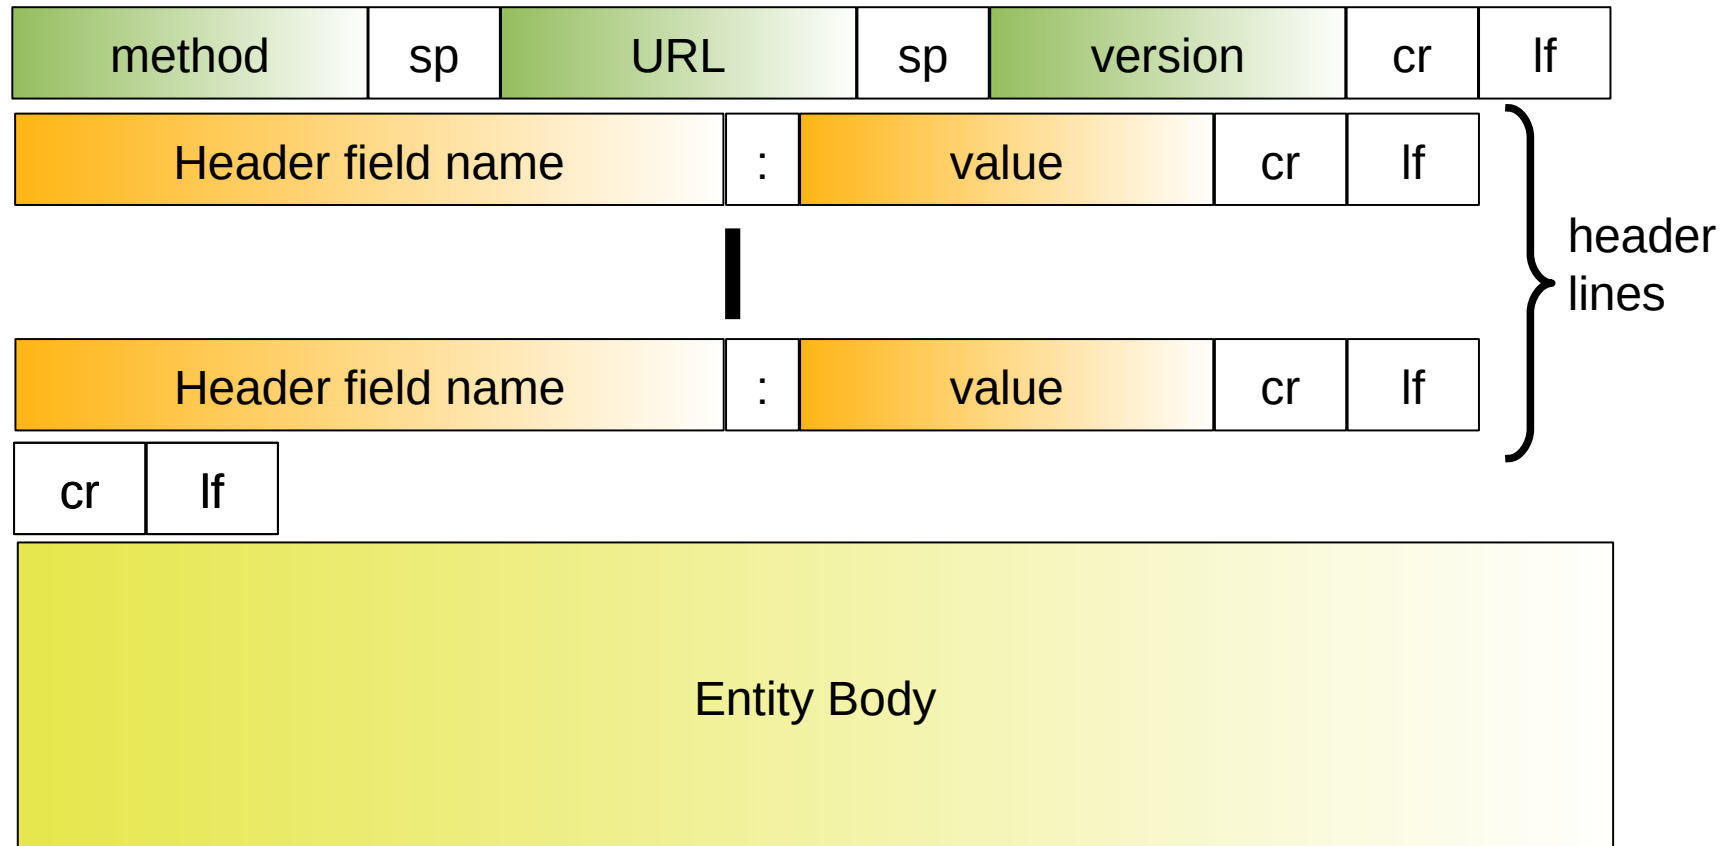 method sp URL sp version cr lf
Header field name : value cr lf
header
lines
Header field name : value cr lf
cr lf
Entity Body